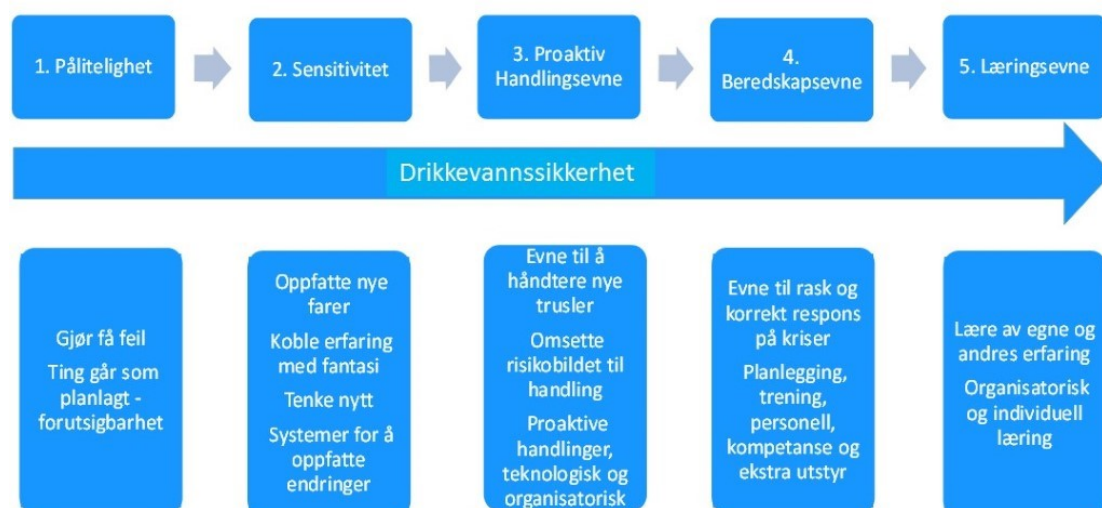 1. Pålitelighet
2. Sensitivitet
3. Proaktiv
Handlingsevne
4.
Beredskapsevne
5. Læringsevne
Drikkevannssikkerhet
Gjør få feil
Ting går som
planlagt -
forutsigbarhet
Oppfatte nye
farer
Koble erfaring
med fantasi
Tenke nytt
Systemer for å
oppfatte
endringer
Evne til å
håndtere nye
trusler
Omsette
risikobildet til
handling
Proaktive
handlinger,
teknologisk og
organisatorisk
Evne til rask og
korrekt respons
på kriser
Planlegging,
trening,
personell,
kompetanse og
ekstra utstyr
Lære av egne og
andres erfaring
Organisatorisk
og individuell
læring